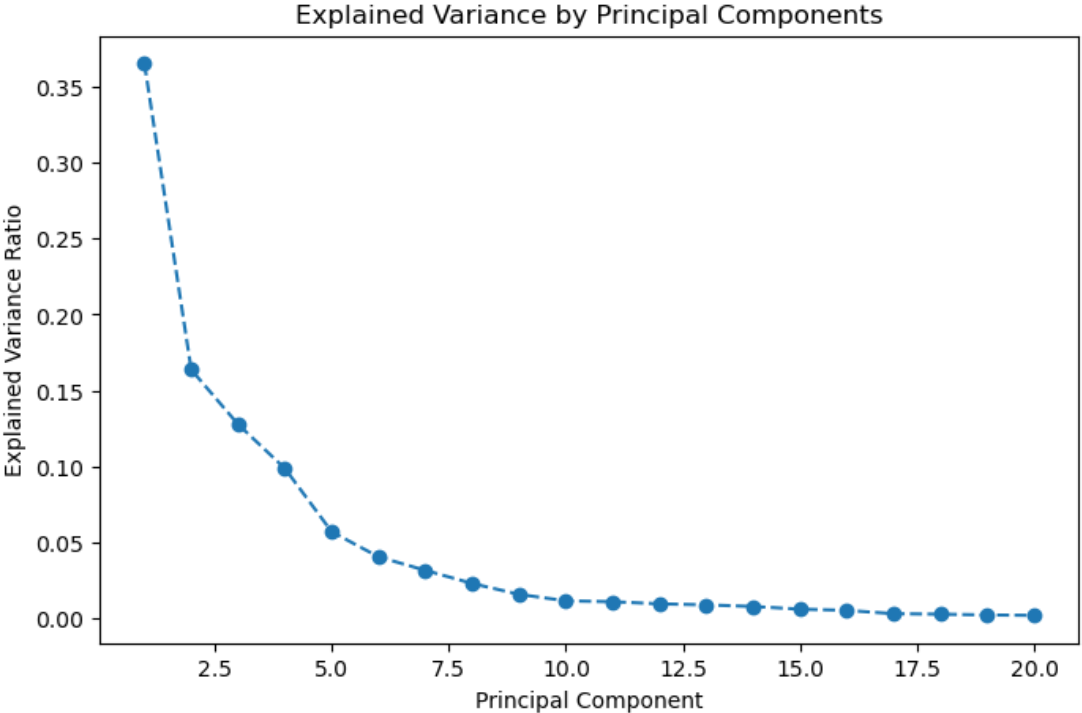 Explained Variance by Principal Components
Explained Variance Ratio
0.35
0.30
0.25
0.20
0.15
0.10
0.05
0.00
2.5 5.0 7.5 10.0 12.5 15.0 17.5 20.0
Principal Component